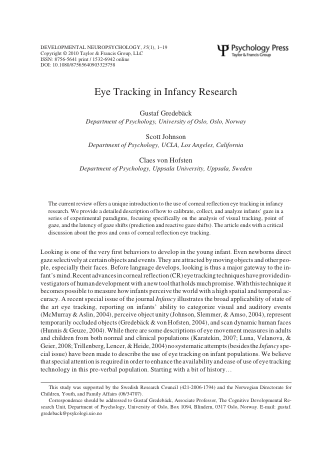 DEVELOPMENTAL NEUROPSYCHOLOGY, 35(1), 1–19
Copyright © 2010 Taylor & Francis Group, LLC
ISSN: 8756-5641 print / 1532-6942 online
DOI: 10.1080/87565640903325758
Psychology Press
Taylor & Francis Group
Eye Tracking in Infancy Research
Gustaf Gredebäck
Department of Psychology, University of Oslo, Oslo, Norway
Scott Johnson
Department of Psychology, UCLA, Los Angeles, California
Claes von Hofsten
Department of Psychology, Uppsala University, Uppsala, Sweden
The current review offers a unique introduction to the use of corneal reflection eye tracking in infancy
research. We provide a detailed description of how to calibrate, collect, and analyze infants’ gaze in a
series of experimental paradigms, focusing specifically on the analysis of visual tracking, point of
gaze, and the latency of gaze shifts (prediction and reactive gaze shifts). The article ends with a critical
discussion about the pros and cons of corneal reflection eye tracking.
Looking is one of the very first behaviors to develop in the young infant. Even newborns direct
gaze selectively at certain objects and events. They are attracted by moving objects and other peo-
ple, especially their faces. Before language develops, looking is thus a major gateway to the in-
fant’s mind. Recent advances in corneal reflection (CR) eye tracking techniques have provided in-
vestigators of human development with a new tool that holds much promise. With this technique it
becomes possible to measure how infants perceive the world with a high spatial and temporal ac-
curacy. A recent special issue of the journal Infancy illustrates the broad applicability of state of
the art eye tracking, reporting on infants’ ability to categorize visual and auditory events
(McMurray & Aslin, 2004), perceive object unity (Johnson, Slemmer, & Amso, 2004), represent
temporarily occluded objects (Gredebäck & von Hofsten, 2004), and scan dynamic faces
(Hunnius & Geuze, 2004). While there are some descriptions of eye movement measures in adults
and children from both normal and clinical populations (Karatekin, 2007; Luna, Velanova, &
Geier, 2008; Trillenberg, Lencer, & Heide, 2004) no systematic attempts (besides the Infancy spe-
cial issue) have been made to describe the use of eye tracking on infant populations. We believe
that special attention is required in order to enhance the availability and ease of use of eye tracking
technology in this pre-verbal population. Starting with a bit of history…
This study was supported by the Swedish Research Council (421-2006-1794) and the Norwegian Directorate for
Children, Youth, and Family Affairs (06/34707).
Correspondence should be addressed to Gustaf Gredebäck, Associate Professor, The Cognitive Developmental Re-
search Unit, Department of Psychology, University of Oslo, Box 1094, Blindern, 0317 Oslo, Norway. E-mail: gustaf.
gredeback@psykologi.uio.no